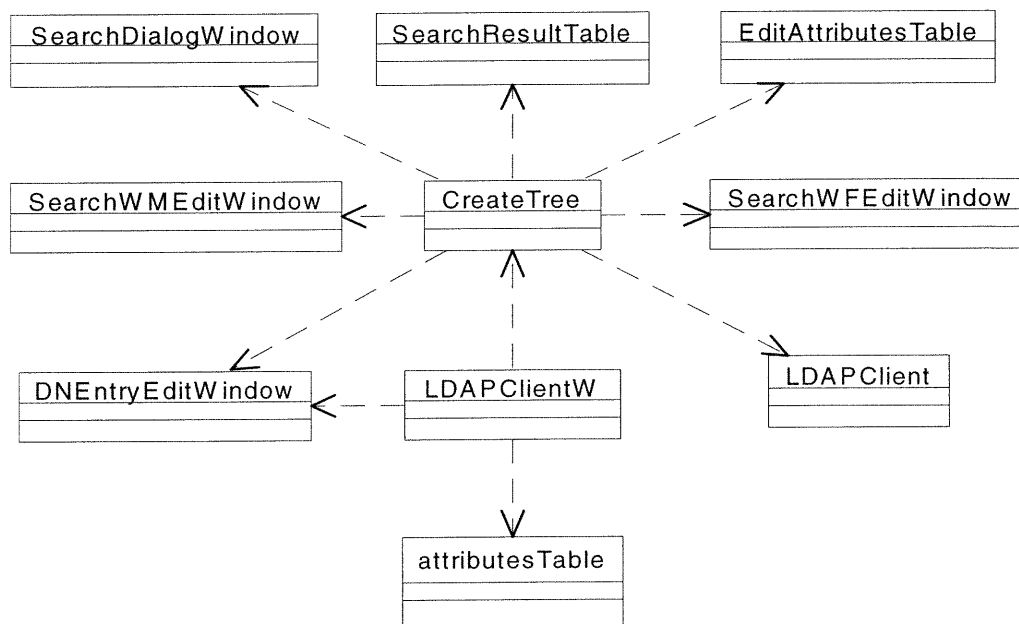 SearchDialogWindow
SearchResultTable
EditAttributesTable
SearchWMEditWindow
CreateTree
SearchWFEditWindow
DNEntryEditWindow
LDAPClientW
LDAPClient
attributesTable